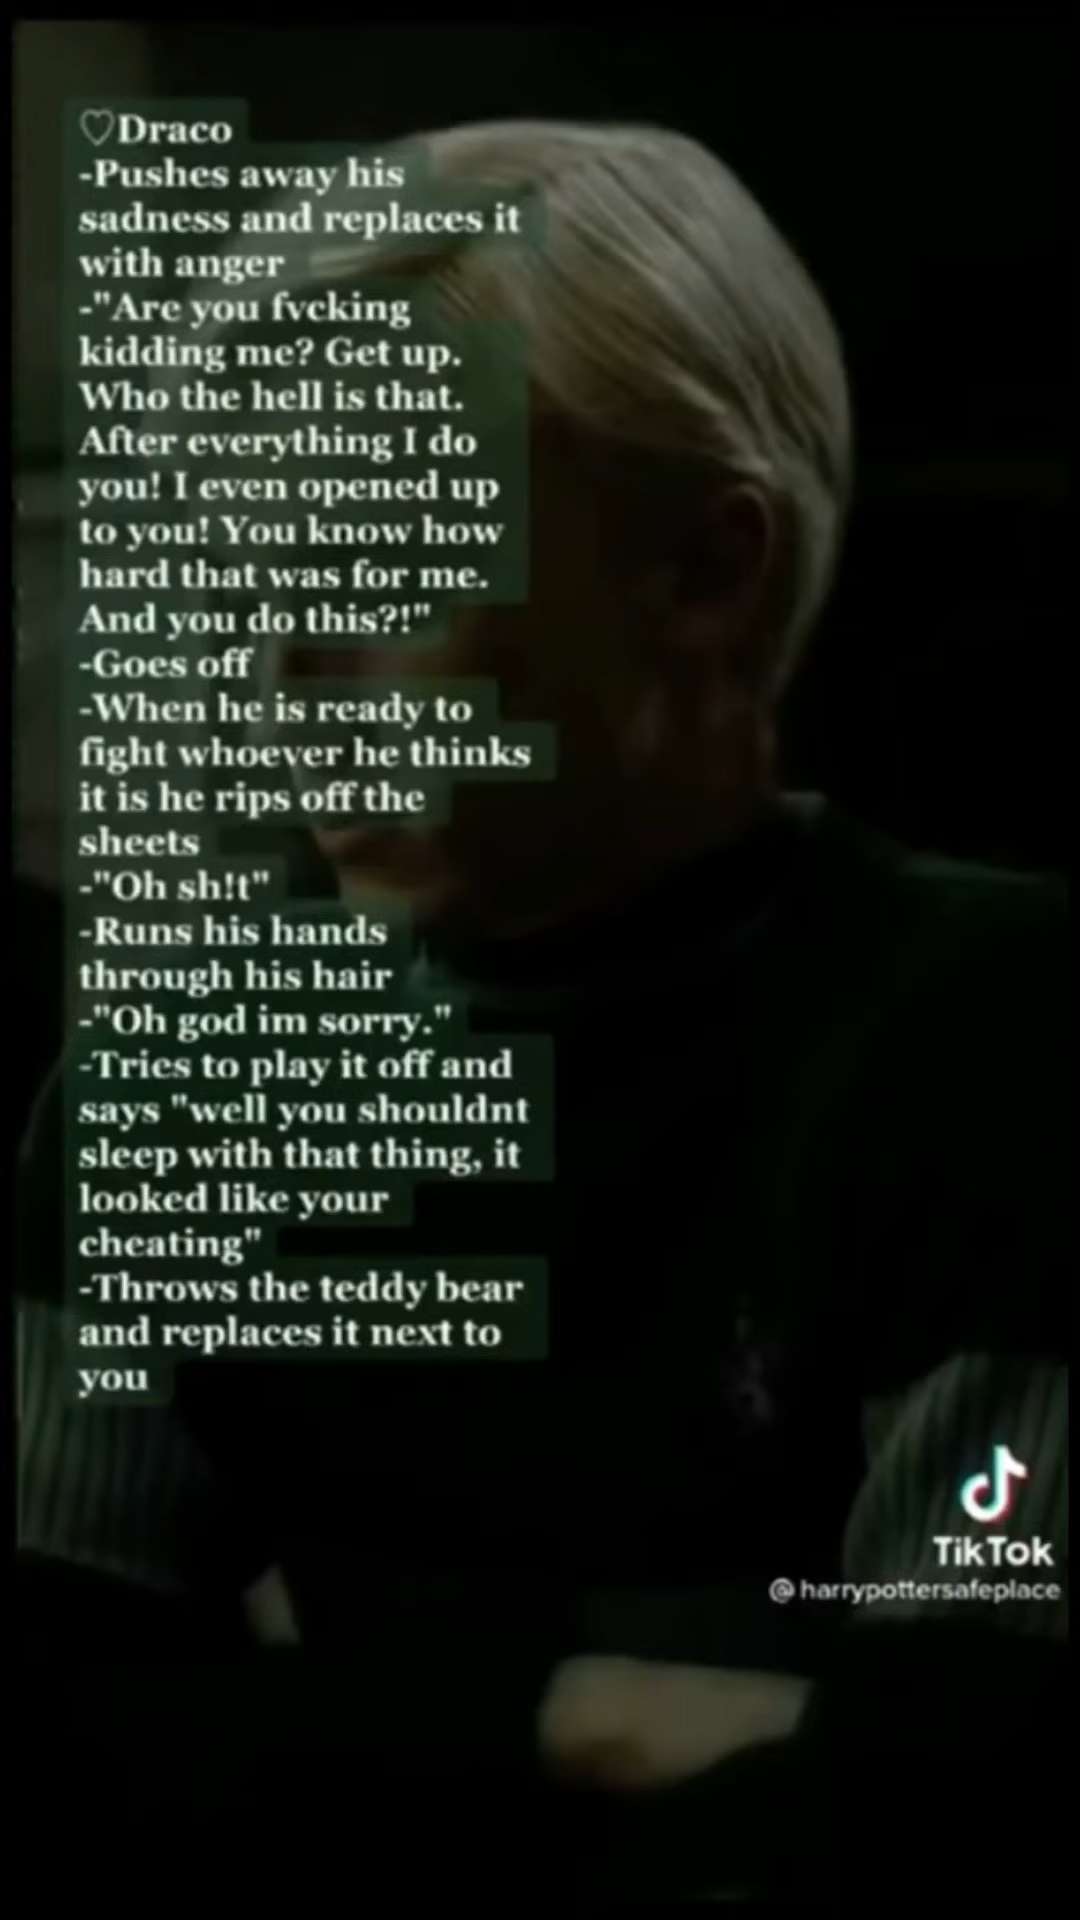 ♡Draco
-Pushes away his
sadness and replaces it
with anger
-"Are you fvcking
kidding me? Get up.
Who the hell is that.
After everything I do
you! I even opened up
to you! You know how
hard that was for me.
And you do this?!"
-Goes off
-When he is ready to
fight whoever he thinks
it is he rips off the
sheets
-"Oh sh!t"
-Runs his hands
through his hair
-"Oh god im sorry."
-Tries to play it off and
says "well you shouldnt
sleep with that thing, it
looked like your
cheating"
-Throws the teddy bear
and replaces it next to
you
TikTok
@harrypottersafeplace